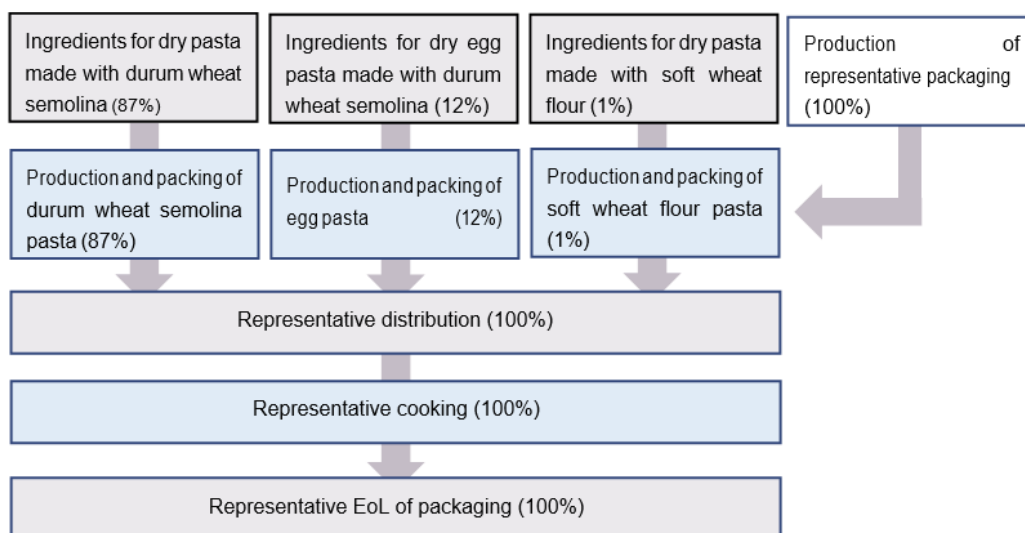 Ingredients for dry pasta
made with durum wheat
semolina (87%)
Ingredients for dry egg
pasta made with durum
wheat semolina (12%)
Ingredients for dry pasta
made with soft wheat
flour (1%)
Production of
representative packaging
(100%)
Production and packing of
durum wheat semolina
pasta (87%)
Production and packing of
egg pasta (12%)
Production and packing of
soft wheat flour pasta
(1%)
Representative distribution (100%)
Representative cooking (100%)
Representative EoL of packaging (100%)